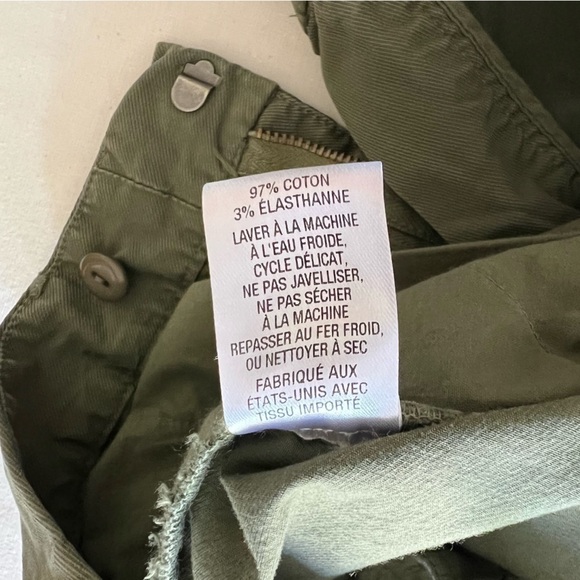 97% COTON
3% ÉLASTHANNE
LAVER À LA MACHINE
À L'EAU FROIDE,
CYCLE DÉLICAT,
NE PAS JAVELLISER,
NE PAS SÉCHER
À LA MACHINE
REPASSER AU FER FROID,
OU NETTOYER À SEC
FABRIQUÉ AUX
ÉTATS-UNIS AVEC
TISSU IMPORTÉ